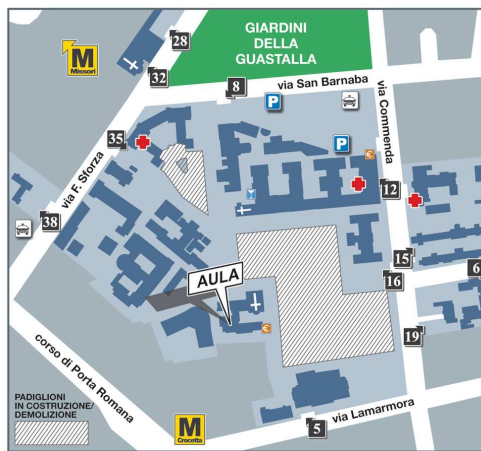 28
GIARDINI
DELLA
GUASTALLA
M
Missori
32
8
via San Barnaba
P
via Commenda
35
P
€
via F. Sforza
12
38
AULA
15
6
16
€
19
corso di Porta Romana
PADIGLIONI
IN COSTRUZIONE/
DEMOLIZIONE
M
Crocetta
5
via Lamarmora